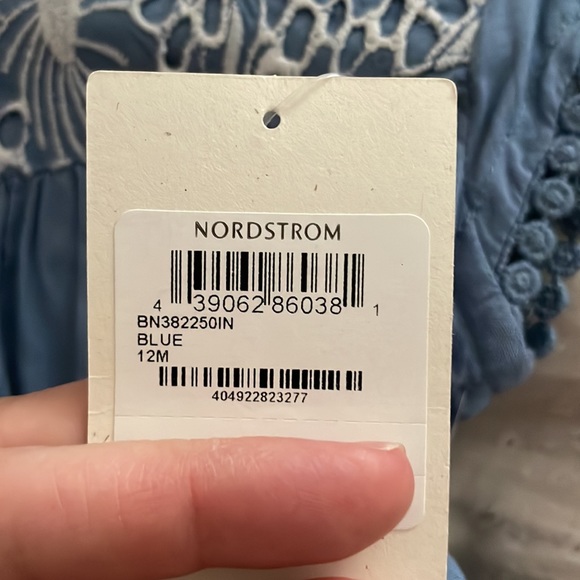 NORDSTROM
4 39062 86038 1
BN382250IN
BLUE
12M
404922823277